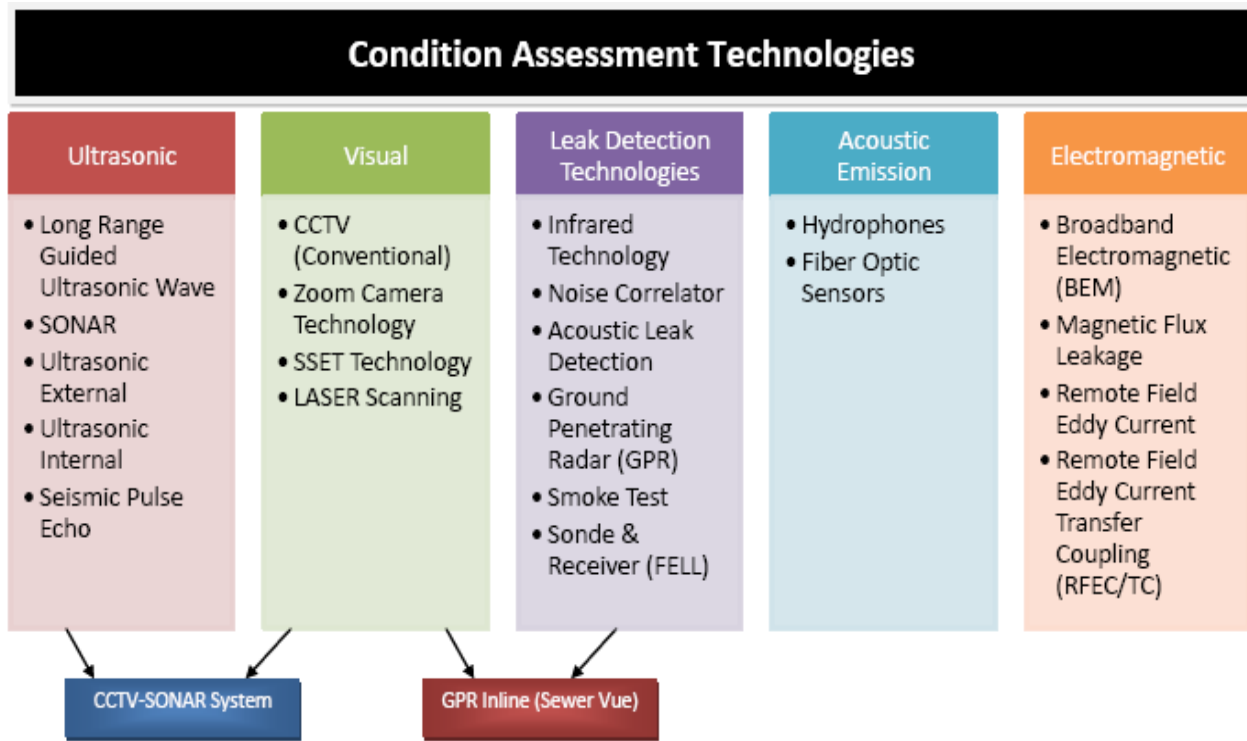 Condition Assessment Technologies
Ultrasonic
• Long Range
Guided
Ultrasonic Wave
• SONAR
• Ultrasonic
External
• Ultrasonic
Internal
• Seismic Pulse
Echo
Visual
• CCTV
(Conventional)
• Zoom Camera
Technology
• SSET Technology
• LASER Scanning
Leak Detection
Technologies
• Infrared
Technology
• Noise Correlator
• Acoustic Leak
Detection
• Ground
Penetrating
Radar (GPR)
• Smoke Test
• Sonde &
Receiver (FELL)
Acoustic
Emission
• Hydrophones
• Fiber Optic
Sensors
Electromagnetic
• Broadband
Electromagnetic
(BEM)
• Magnetic Flux
Leakage
• Remote Field
Eddy Current
• Remote Field
Eddy Current
Transfer
Coupling
(RFEC/TC)
CCTV-SONAR System
GPR Inline (Sewer Vue)